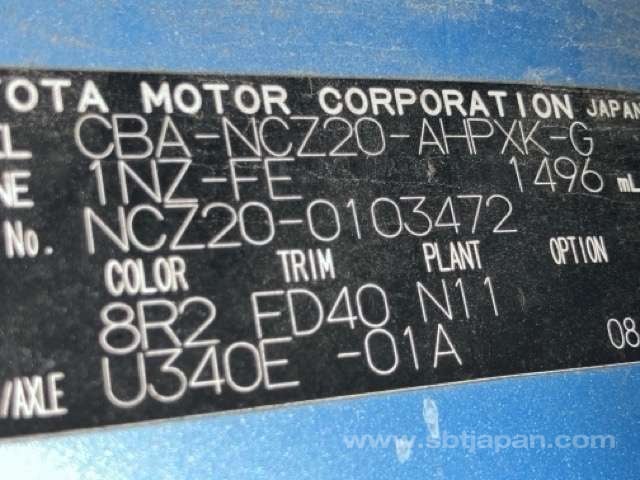 OTA MOTOR CORPORATION JAPAN
EL CBA-NCZ20-AHPXK-G
NE 1NZ-FE 1496 mL
No. NCZ20-0103472
COLOR TRIM PLANT OPTION
8R2 FD40 N11
/AXLE U340E -01A 08
www.sbtjapan.com